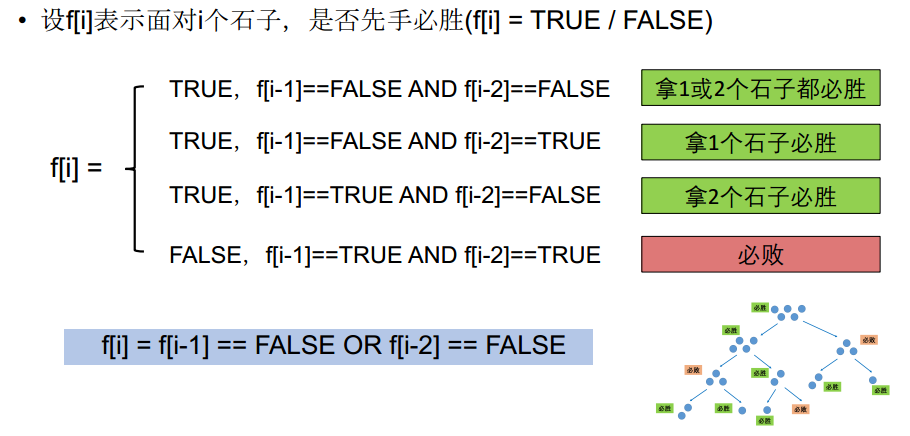 • 设f[i]表示面对i个石子，是否先手必胜(f[i] = TRUE / FALSE)
TRUE，f[i-1]==FALSE AND f[i-2]==FALSE 拿1或2个石子都必胜
TRUE，f[i-1]==FALSE AND f[i-2]==TRUE 拿1个石子必胜
f[i] =
TRUE，f[i-1]==TRUE AND f[i-2]==FALSE 拿2个石子必胜
FALSE，f[i-1]==TRUE AND f[i-2]==TRUE 必败
f[i] = f[i-1] == FALSE OR f[i-2] == FALSE
必胜
必胜 必败
必败 必胜 必胜 必胜
必胜 必胜 必胜 必败